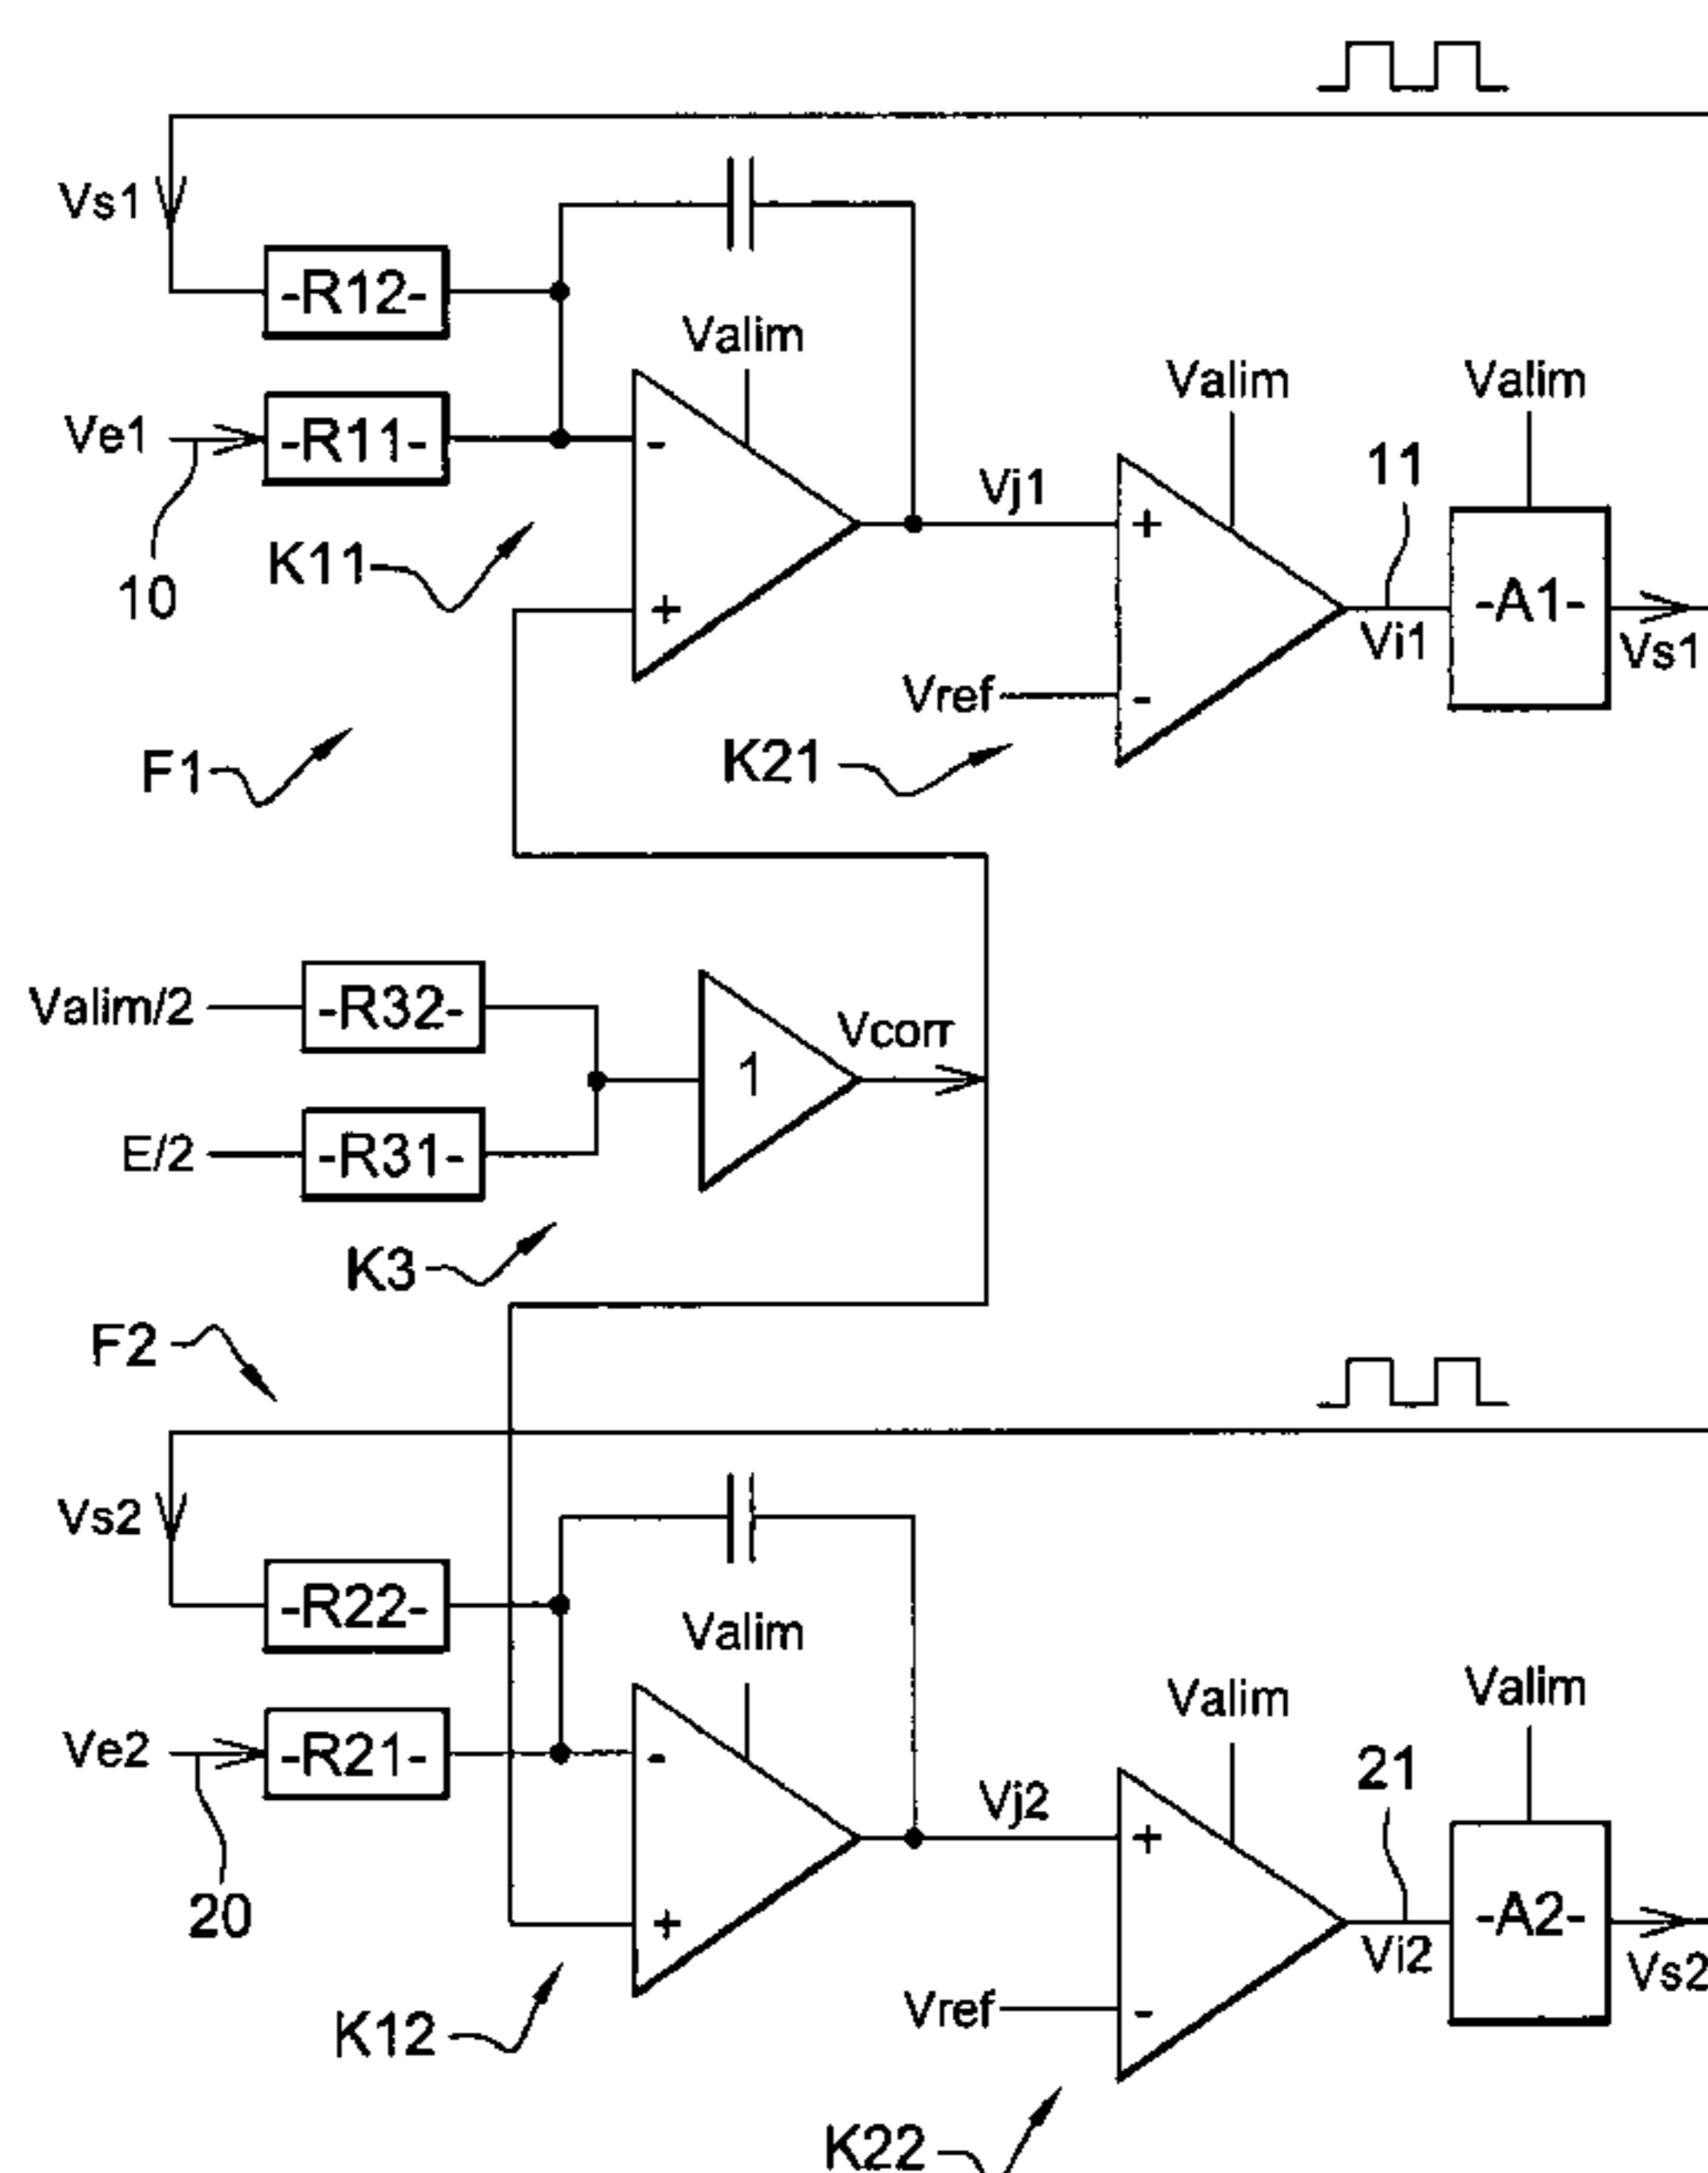 Vs1
-R12-
Valim
Valim
Valim
Ve1
-R11-
-
11
Vj1
+
-A1-
K11
10
+
Vi1
Vs1
Vref
-
F1
K21
Valim/2
-R32-
Vcorr
1
E/2
-R31-
K3
F2
Vs2
-R22-
Valim
Valim
Valim
Ve2
-R21-
-
21
Vj2
+
-A2-
20
+
Vi2
Vs2
Vref
-
K12
K22